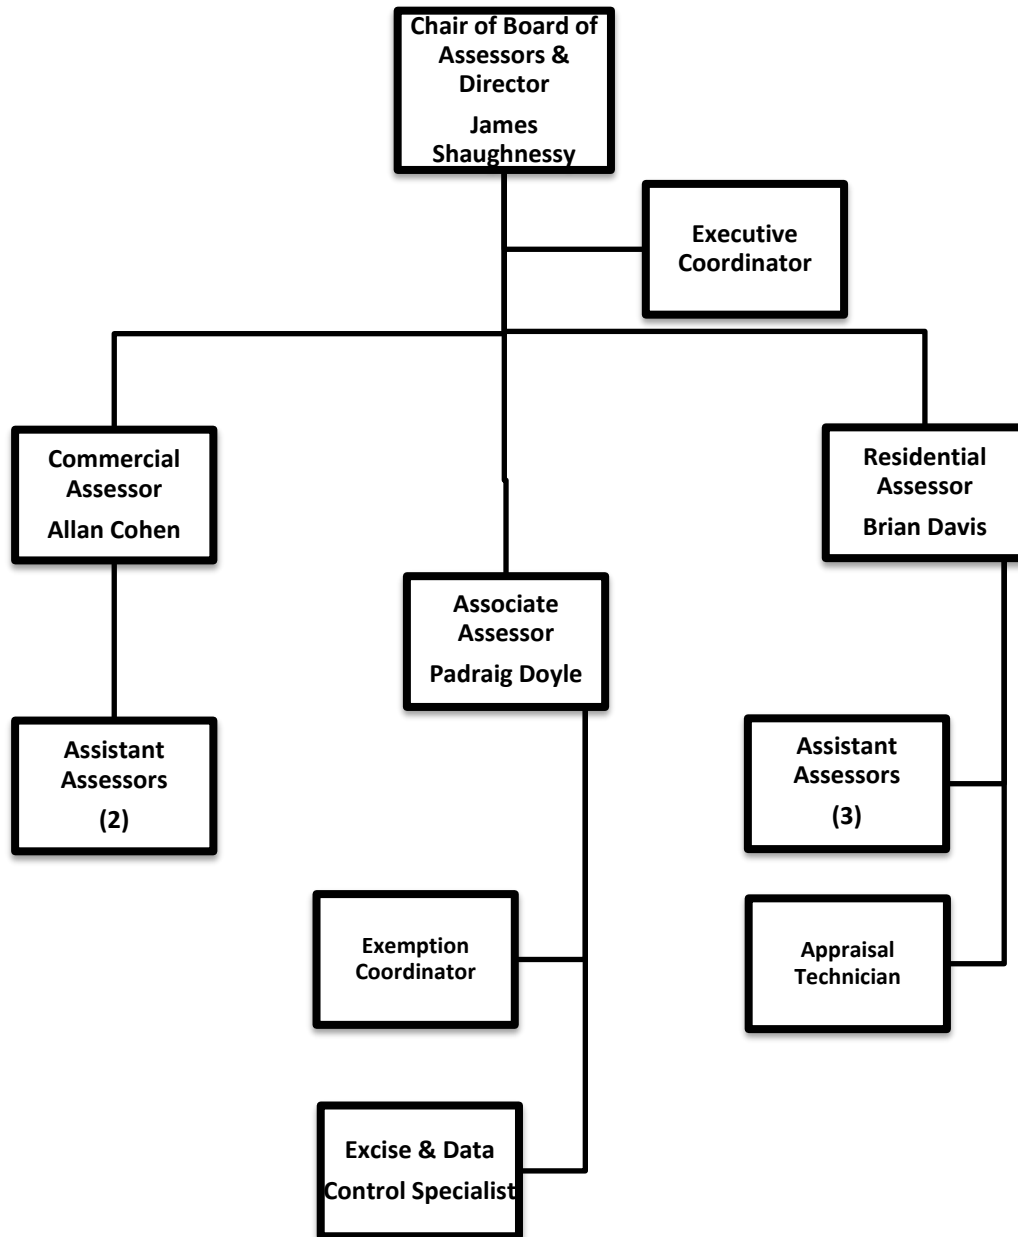 Chair of Board of
Assessors &
Director
James
Shaughnessy
Executive
Coordinator
Commercial
Assessor
Allan Cohen
Residential
Assessor
Brian Davis
Associate
Assessor
Padraig Doyle
Assistant
Assessors
(2)
Assistant
Assessors
(3)
Exemption
Coordinator
Appraisal
Technician
Excise & Data
Control Specialist